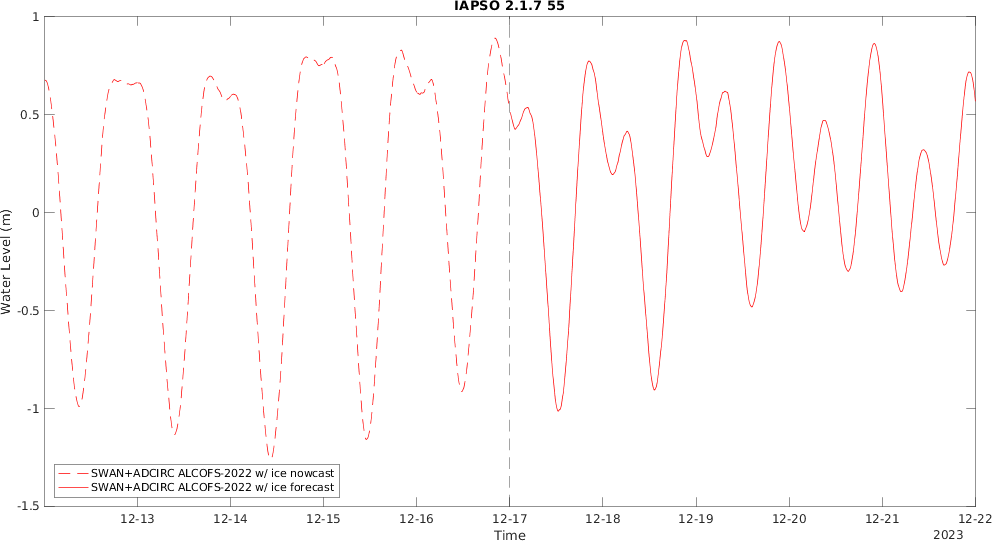 IAPSO 2.1.7 55
1
0.5
0
-0.5
-1
-1.5
Water Level (m)
SWAN+ADCIRC ALCOFS-2022 w/ ice nowcast
SWAN+ADCIRC ALCOFS-2022 w/ ice forecast
12-13 12-14 12-15 12-16 12-17 12-18 12-19 12-20 12-21 12-22
Time
2023